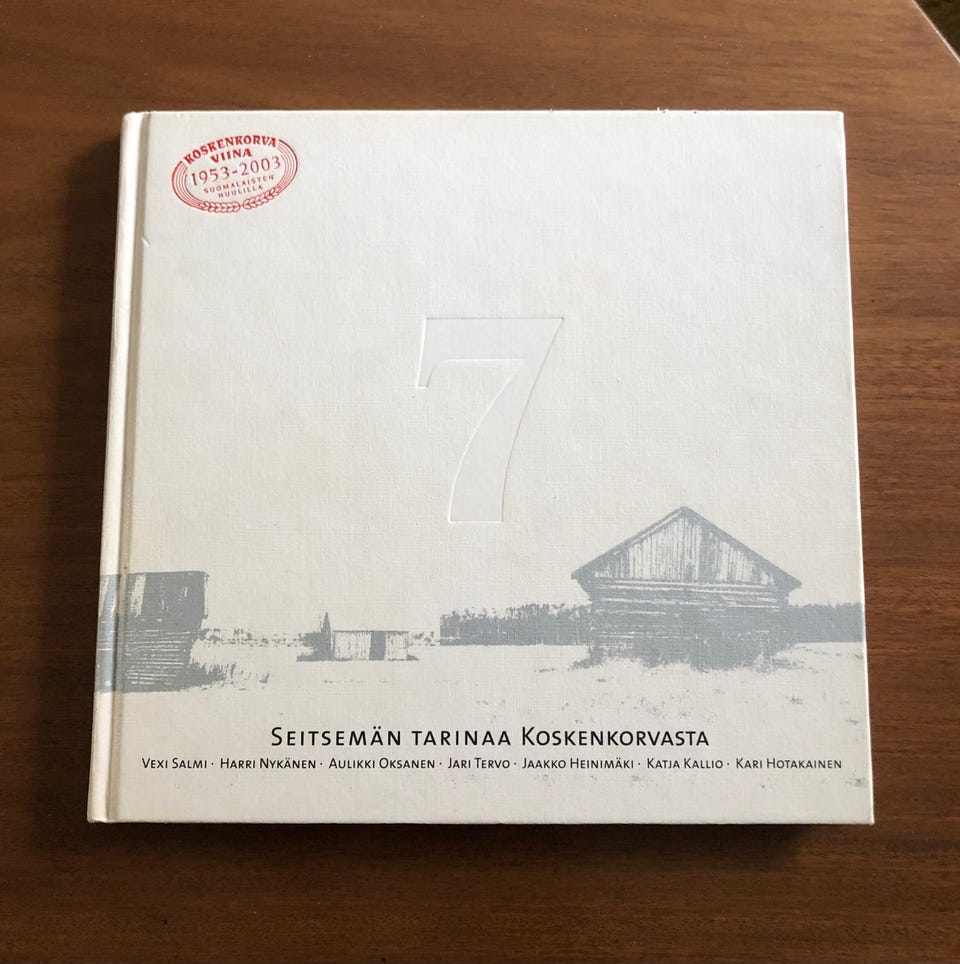 KOSKENKORVA
VIINA
1953-2003
SUOMALAISTEN
HUULILLA
7
SEITSEMÄN TARINAA KOSKENKORVASTA
VEXI SALMI · HARRI NYKÄNEN · AULIKKI OKSANEN · JARI TERVO · JAAKKO HEINIMÄKI · KATJA KALLIO · KARI HOTAKAINEN